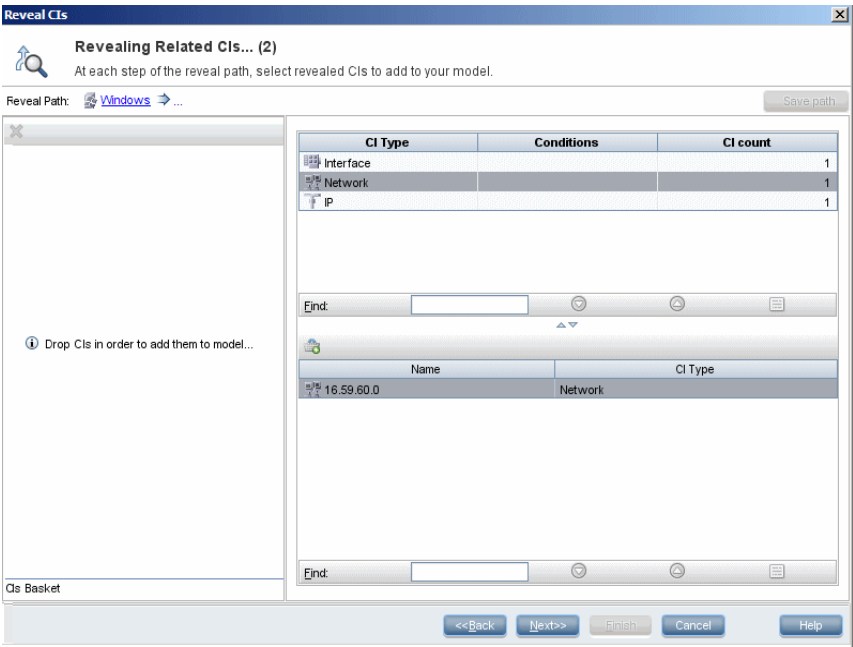 Reveal CIs
Revealing Related CIs... (2)
At each step of the reveal path, select revealed CIs to add to your model.
Reveal Path: Windows ...
Save path
CI Type Conditions CI count
Interface 1
Network 1
IP 1
Find:
Drop CIs in order to add them to model...
Name CI Type
16.59.60.0 Network
Find:
CIs Basket
<<Back Next>> Finish Cancel Help